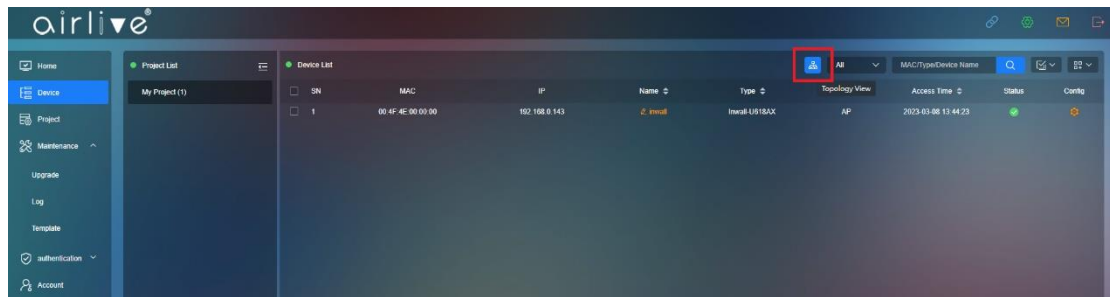 airlive®
Home
Device
Project
Maintenance
Upgrade
Log
Template
authentication
Account
Project List
My Project (1)
Device List
All
MAC/Type/Device Name
SN MAC IP Name Type Topology View Access Time Status Config
1 00:4F:4E:00:00:00 192.168.0.143 inwall Inwall-U618AX AP 2023-03-08 13:44:23